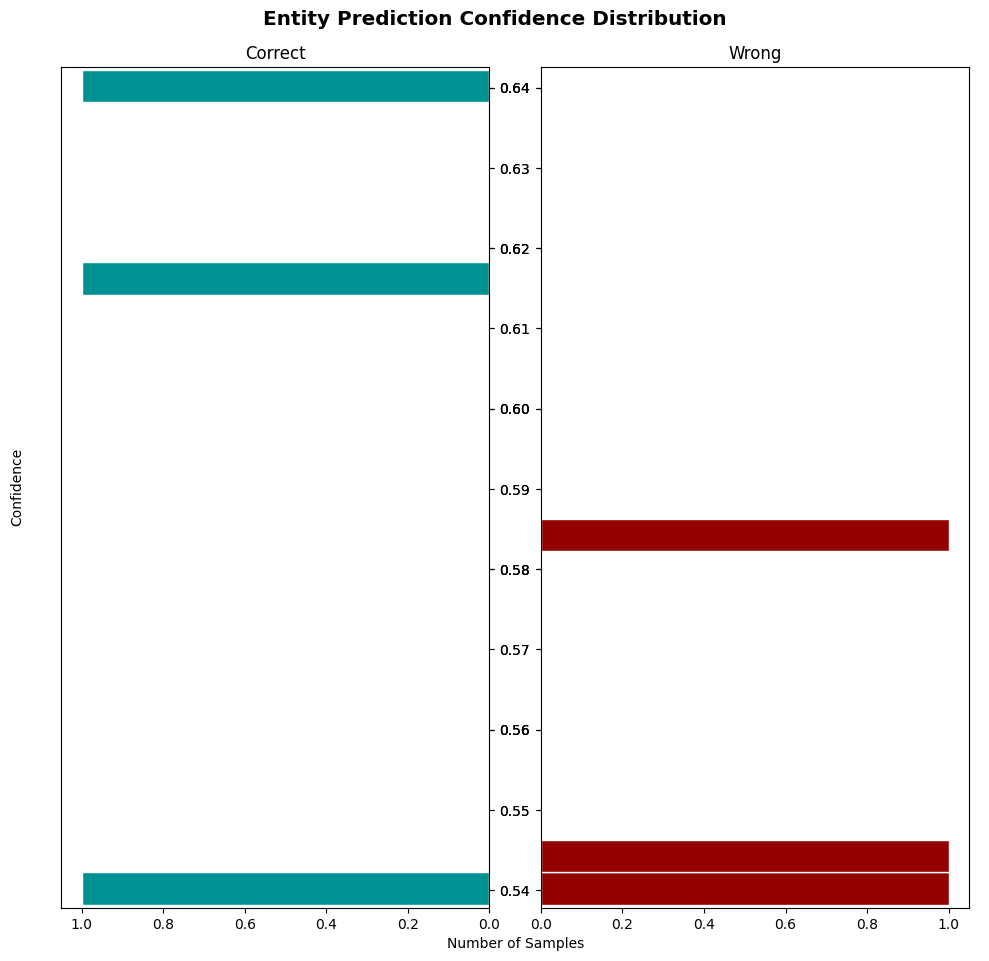 Entity Prediction Confidence Distribution
Correct
Wrong
Confidence
0.64
0.63
0.62
0.61
0.60
0.59
0.58
0.57
0.56
0.55
0.54
1.0 0.8 0.6 0.4 0.2 0.0
0.0 0.2 0.4 0.6 0.8 1.0
Number of Samples